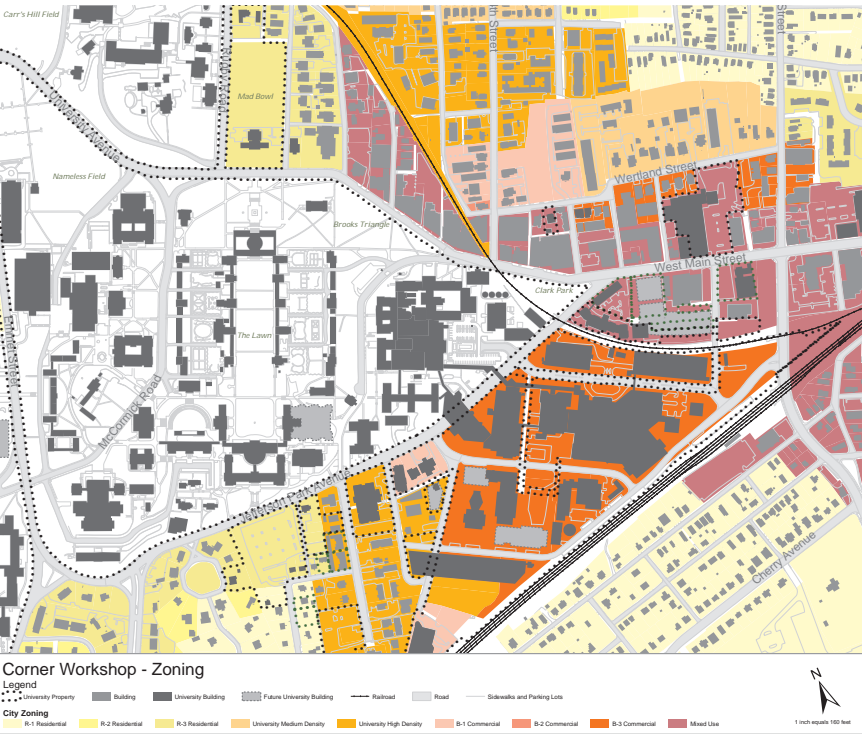 Carr's Hill Field
Mad Bowl
University Avenue
Nameless Field
Brooks Triangle
Wertland Street
West Main Street
Clark Park
The Lawn
McCormick Road
Jefferson Park Avenue
Cherry Avenue
Street
Corner Workshop - Zoning
Legend
University Property Building University Building Future University Building Railroad Road Sidewalks and Parking Lots
City Zoning
R-1 Residential R-2 Residential R-3 Residential University Medium Density University High Density B-1 Commercial B-2 Commercial B-3 Commercial Mixed Use
N
1 inch equals 160 feet